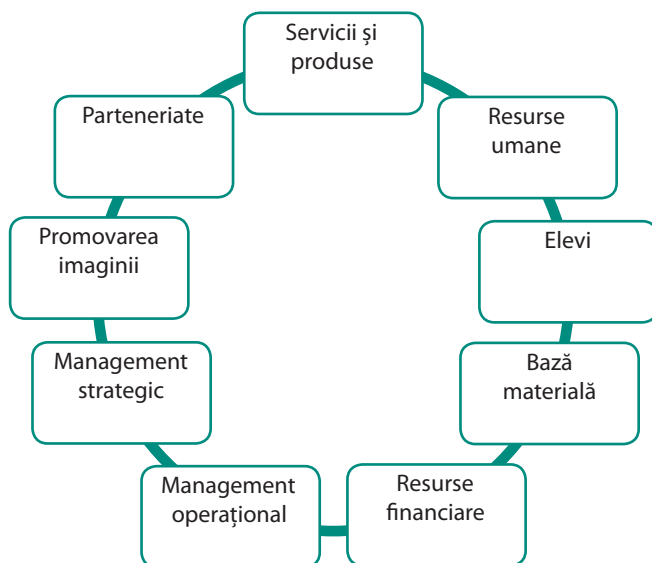 Servicii și
produse
Resurse
umane
Elevi
Bază
materială
Resurse
financiare
Management
operațional
Management
strategic
Promovarea
imaginii
Parteneriate